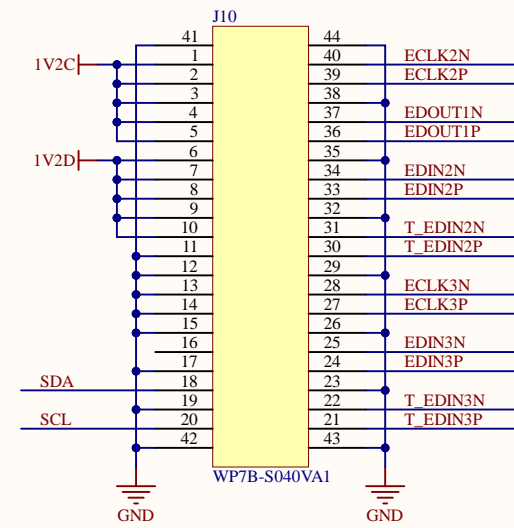 J10
41 44
1V2C 1 40 ECLK2N
2 39 ECLK2P
3 38
4 37 EDOUT1N
5 36 EDOUT1P
1V2D 6 35
7 34 EDIN2N
8 33 EDIN2P
9 32
10 31 T_EDIN2N
11 30 T_EDIN2P
12 29
13 28 ECLK3N
14 27 ECLK3P
15 26
16 25 EDIN3N
17 24 EDIN3P
SDA 18 23
19 22 T_EDIN3N
SCL 20 21 T_EDIN3P
42 43
WP7B-S040VA1
GND GND